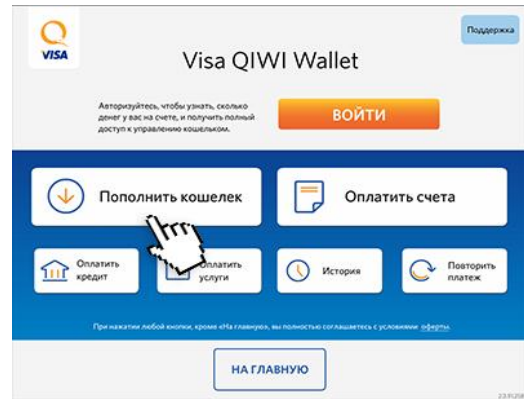 VISA
Поддержка
Visa QIWI Wallet
Авторизуйтесь, чтобы узнать, сколько
денег у вас на счете, и получить полный
доступ к управлению кошельком.
ВОЙТИ
Пополнить кошелек
Оплатить счета
Оплатить
кредит
Оплатить
услуги
История
Повторить
платеж
При нажатии любой кнопки, кроме «На главную», вы полностью соглашаетесь с условиями оферты.
НА ГЛАВНУЮ